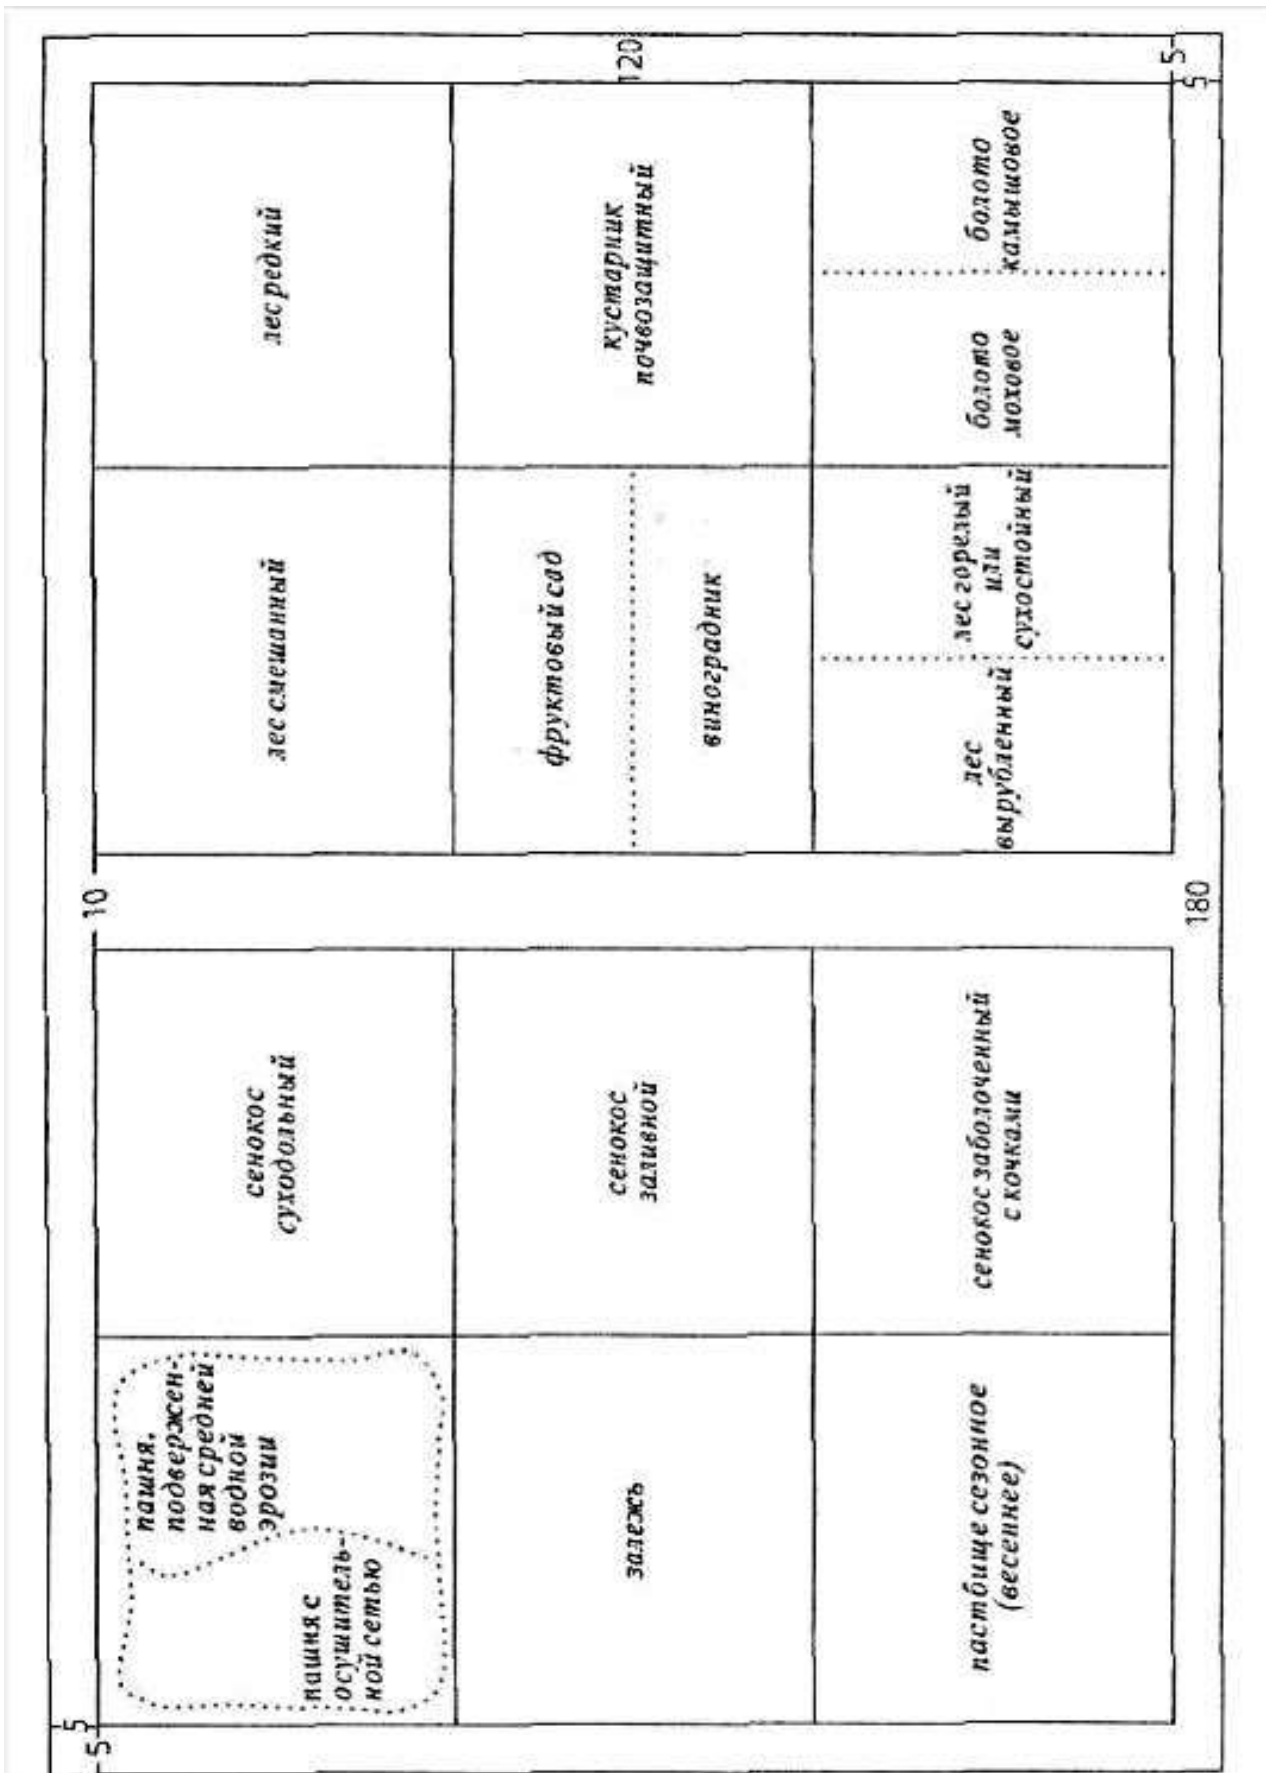 5
5
пашня,
подвержен-
ная средней
водной
эрозии
пашня с
осушитель-
ной сетью
сенокос
суходольный
10
лес смешанный
лес редкий
залежь
сенокос
заливной
фруктовый сад
виноградник
кустарник
почвозащитный
120
пастбище сезонное
(весеннее)
сенокос заболоченный
с кочками
лес
вырубленный
лес горелый
или
сухостойный
болото
моховое
болото
камышовое
180
5
5